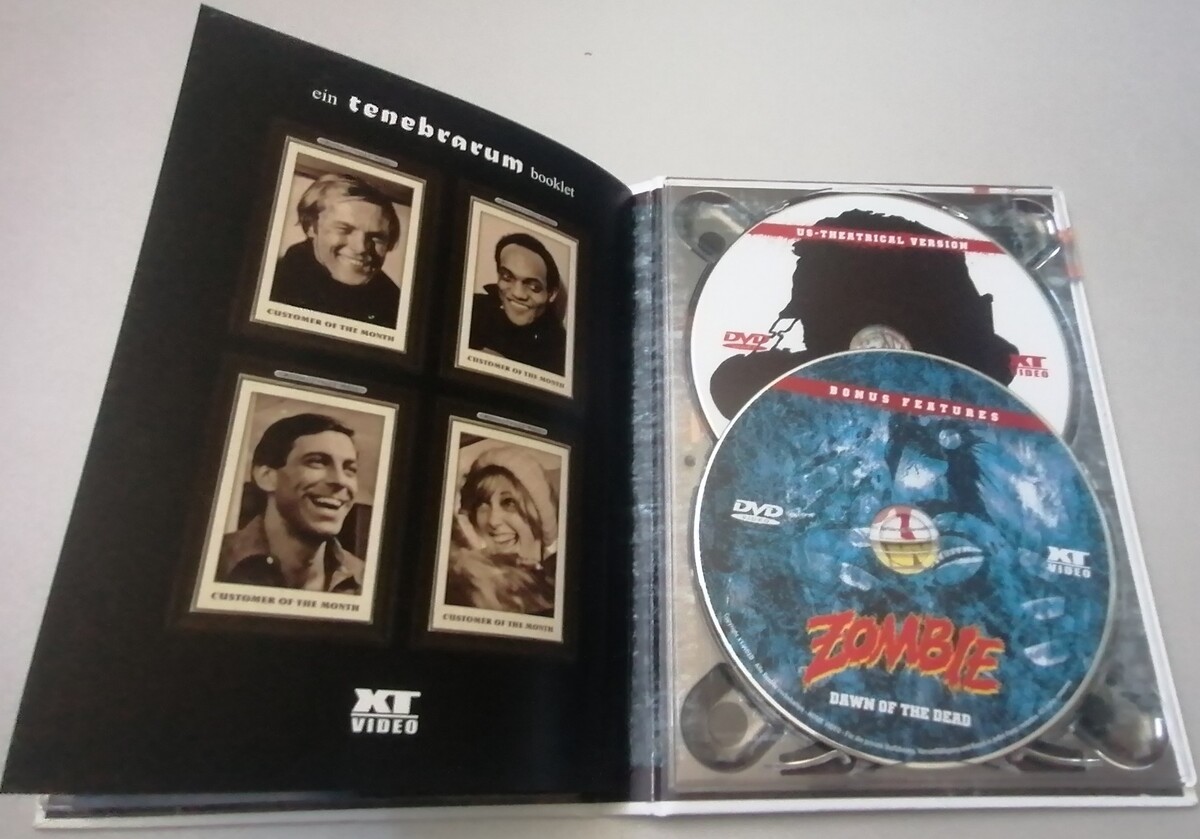 ein tenebrarum booklet
CUSTOMER OF THE MONTH
CUSTOMER OF THE MONTH
CUSTOMER OF THE MONTH
CUSTOMER OF THE MONTH
XT
VIDEO
US-THEATRICAL VERSION
DVD
XT
VIDEO
BONUS FEATURES
DVD
VIDEO
XT
VIDEO
ZOMBIE
DAWN OF THE DEAD